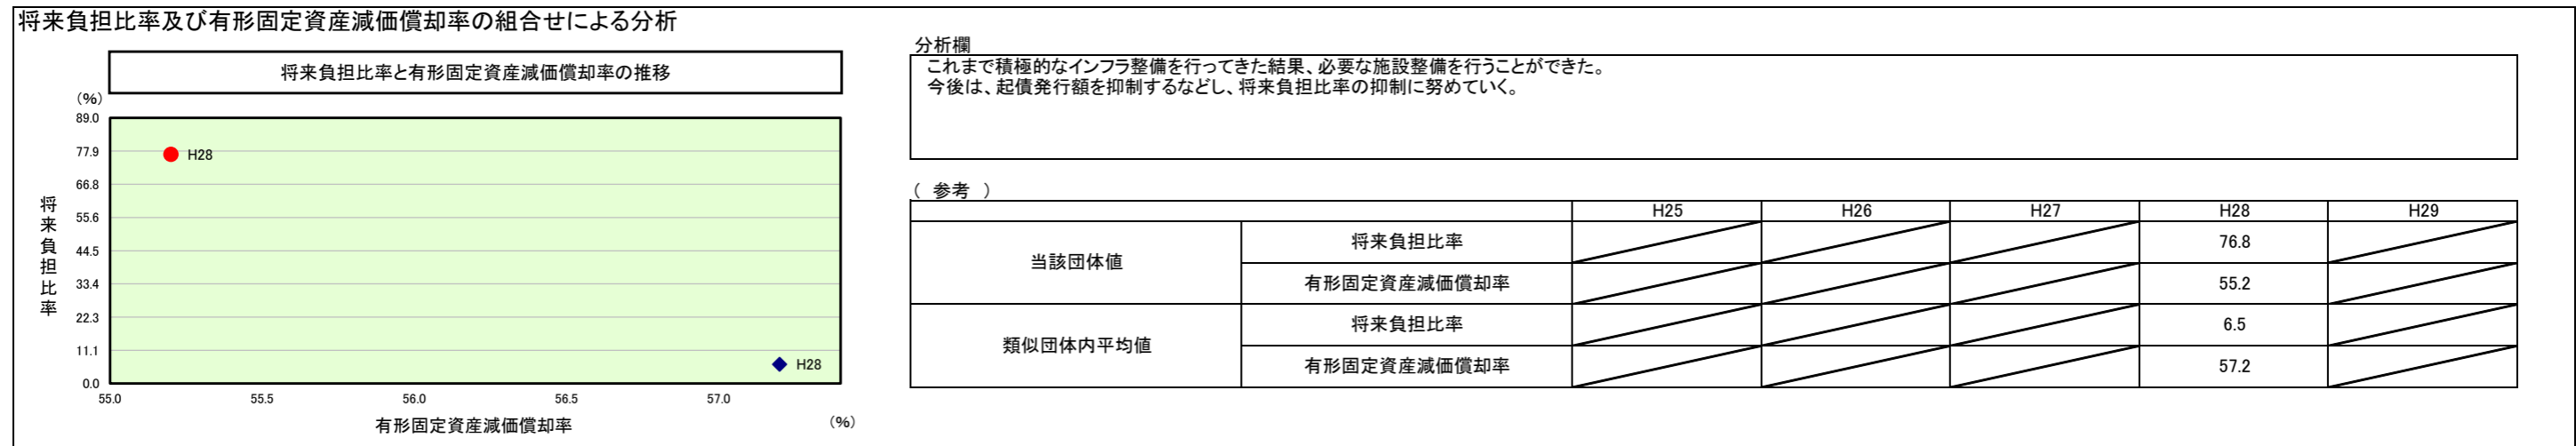 将来負担比率及び有形固定資産減価償却率の組合せによる分析
将来負担比率と有形固定資産減価償却率の推移
(%)
89.0
77.9
66.8
55.6
44.5
33.4
22.3
11.1
0.0
将来負担比率
H28
H28
55.0 55.5 56.0 56.5 57.0
有形固定資産減価償却率
(%)
分析欄
これまで積極的なインフラ整備を行ってきた結果、必要な施設整備を行うことができた。
今後は、起債発行額を抑制するなどし、将来負担比率の抑制に努めていく。
( 参考 )
H25 H26 H27 H28 H29
当該団体値
将来負担比率 76.8
有形固定資産減価償却率 55.2
類似団体内平均値
将来負担比率 6.5
有形固定資産減価償却率 57.2